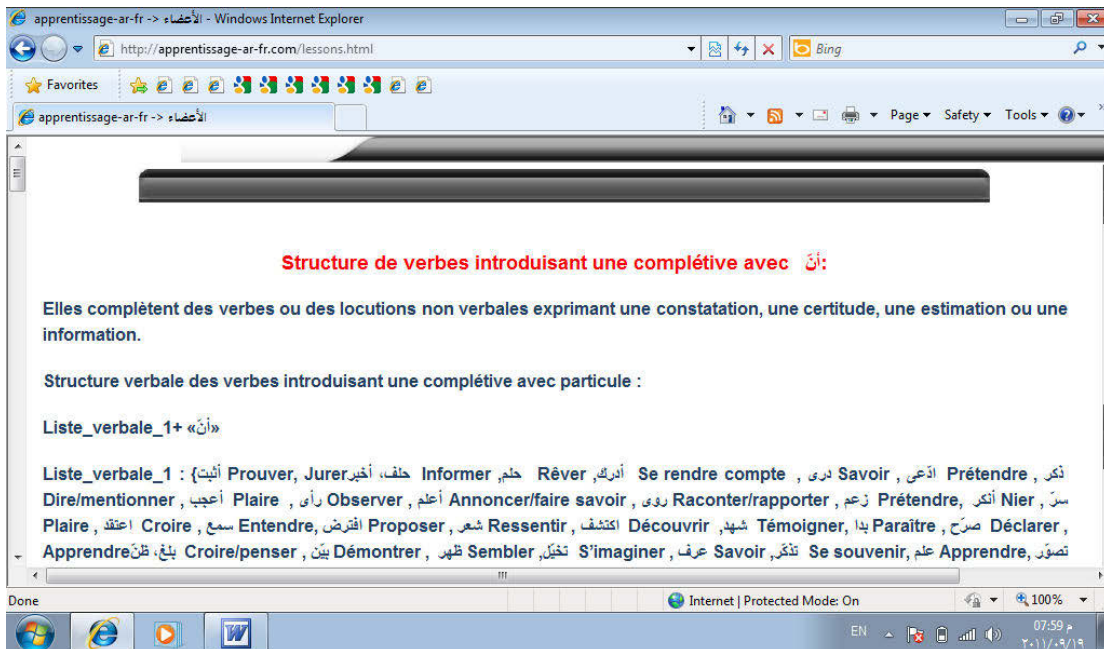 apprentissage-ar-fr -> الأعضاء - Windows Internet Explorer
http://apprentissage-ar-fr.com/lessons.html
Bing
Favorites
apprentissage-ar-fr -> الأعضاء
Page Safety Tools
Structure de verbes introduisant une complétive avec أنّ:
Elles complètent des verbes ou des locutions non verbales exprimant une constatation, une certitude, une estimation ou une
information.
Structure verbale des verbes introduisant une complétive avec particule :
Liste_verbale_1+ «أنّ»
Liste_verbale_1 : {أثبت Prouver, Jurer حلف، أخبر Informer حلم, Rêver أدرك, Se rendre compte , درى Savoir , ادّعى Prétendre , ذكر
Dire/mentionner , أعجب Plaire , رأى Observer , أعلم Annoncer/faire savoir , روى Raconter/rapporter , زعم Prétendre, أنكر Nier , سرّ
Plaire , اعتقد Croire , سمع Entendre, افترض Proposer , شعر Ressentir , اكتشف Découvrir شهد, Témoigner, بدا Paraître , صرّح Déclarer ,
Apprendre بلغ، ظنّ Croire/penser , بيّن Démontrer , ظهر Sembler تخيّل, S'imaginer , عرف Savoir تذكّر, Se souvenir, علم Apprendre, تصوّر
Done
Internet | Protected Mode: On
100%
EN
07:59 م
٢٠١١/٠٩/١٩